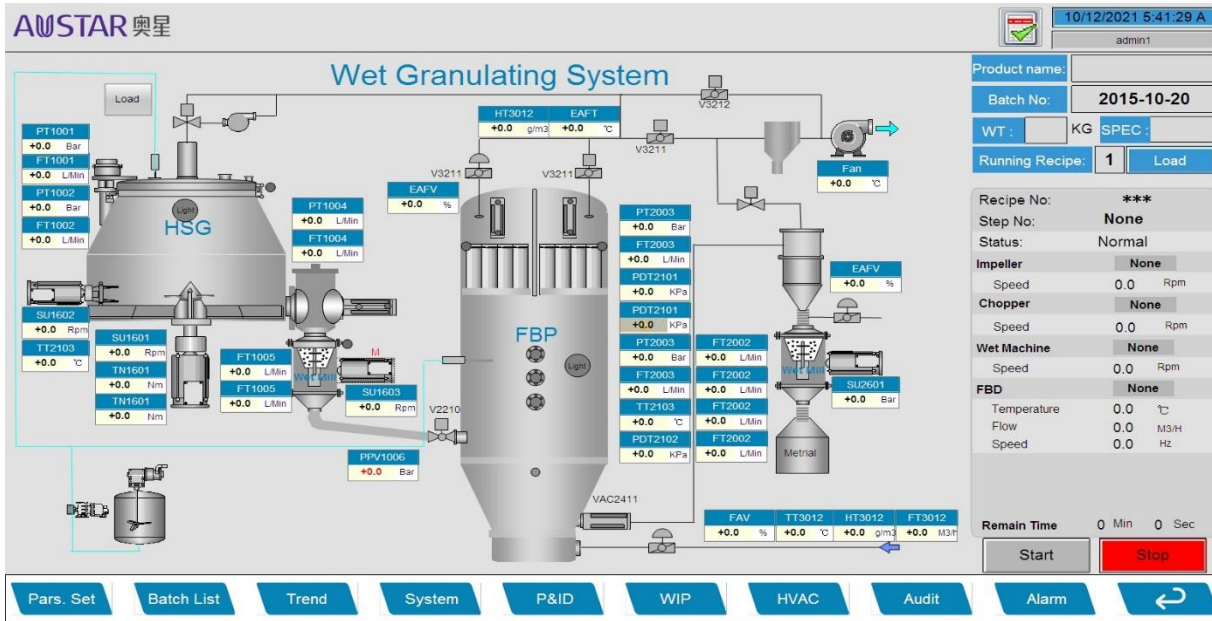 AUSTAR 奥星
10/12/2021 5:41:29 A
admin1
Wet Granulating System
Load
PT1001
+0.0 Bar
FT1001
+0.0 L/Min
PT1002
+0.0 Bar
FT1002
+0.0 L/Min
Light
HSG
SU1602
+0.0 Rpm
TT2103
+0.0 ℃
SU1601
+0.0 Rpm
TN1601
+0.0 Nm
TN1601
+0.0 Nm
PT1004
+0.0 L/Min
FT1004
+0.0 L/Min
FT1005
+0.0 L/Min
FT1005
+0.0 L/Min
Wet Mill
M
SU1603
+0.0 Rpm
V2210
PPV1006
+0.0 Bar
HT3012 EAFT
+0.0 g/m3 +0.0 ℃
V3212
V3211
V3211
V3211
EAFV
+0.0 %
Fan
+0.0 ℃
FBP
Light
PT2003
+0.0 Bar
FT2003
+0.0 L/Min
PDT2101
+0.0 KPa
PDT2101
+0.0 KPa
PT2003
+0.0 Bar
FT2003
+0.0 L/Min
TT2103
+0.0 ℃
PDT2102
+0.0 KPa
FT2002
+0.0 L/Min
FT2002
+0.0 L/Min
FT2002
+0.0 L/Min
FT2002
+0.0 L/Min
EAFV
+0.0 %
Wet Mill
SU2601
+0.0 Bar
Metrial
VAC2411
FAV TT3012 HT3012 FT3012
+0.0 % +0.0 ℃ +0.0 g/m3 +0.0 M3/H
Product name:
Batch No: 2015-10-20
WT : KG SPEC :
Running Recipe: 1 Load
Recipe No: ***
Step No: None
Status: Normal
Impeller None
Speed 0.0 Rpm
Chopper None
Speed 0.0 Rpm
Wet Machine None
Speed 0.0 Rpm
FBD None
Temperature 0.0 ℃
Flow 0.0 M3/H
Speed 0.0 Hz
Remain Time 0 Min 0 Sec
Start Stop
Pars. Set Batch List Trend System P&ID WIP HVAC Audit Alarm